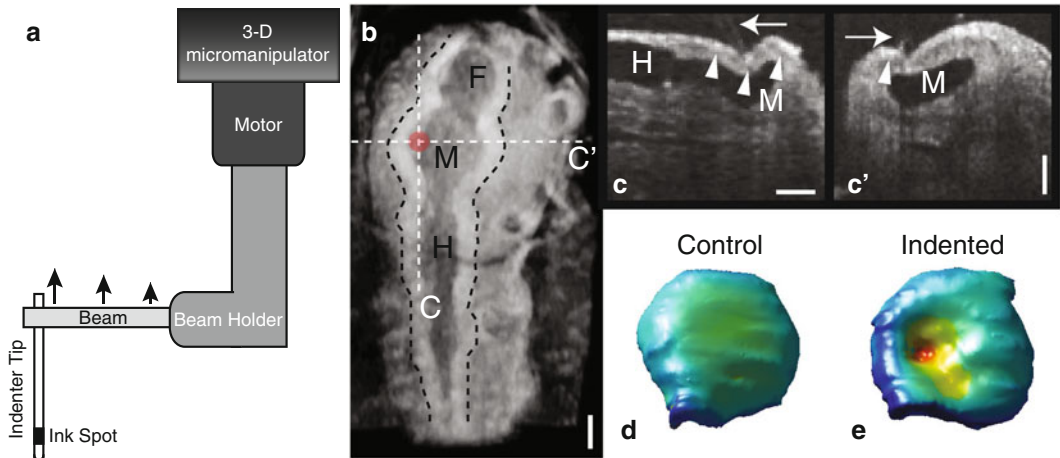 a
3-D
micromanipulator
Motor
Beam
Beam Holder
Indenter Tip
Ink Spot
b
F
M
C'
H
C
c
H
M
c'
M
Control
d
Indented
e